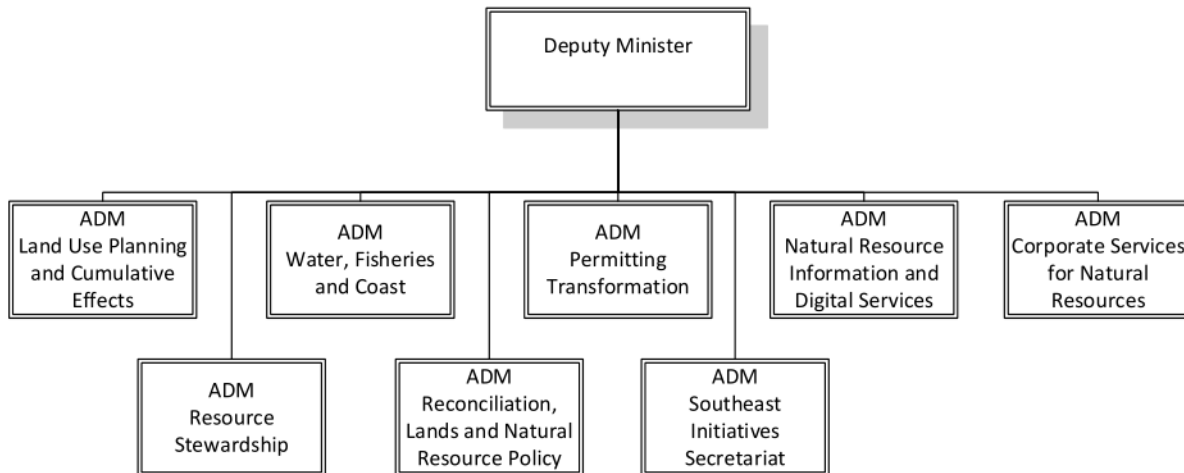 Deputy Minister
ADM
Land Use Planning
and Cumulative
Effects
ADM
Water, Fisheries
and Coast
ADM
Permitting
Transformation
ADM
Natural Resource
Information and
Digital Services
ADM
Corporate Services
for Natural
Resources
ADM
Resource
Stewardship
ADM
Reconciliation,
Lands and Natural
Resource Policy
ADM
Southeast
Initiatives
Secretariat